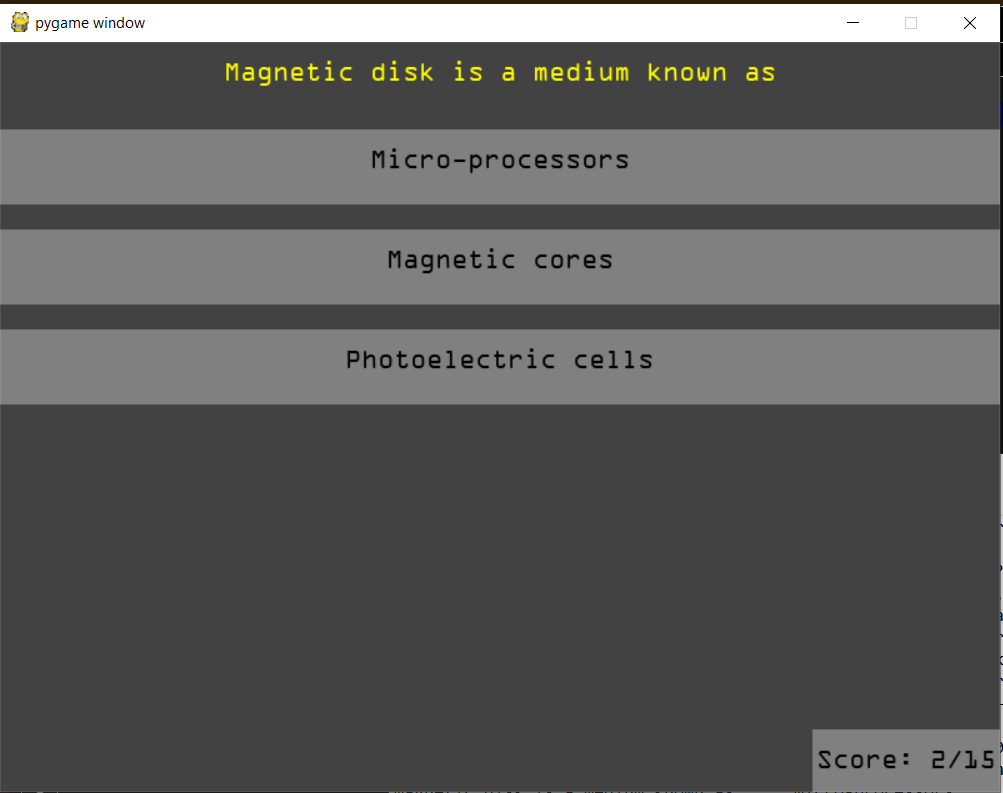 pygame window
Magnetic disk is a medium known as
Micro-processors
Magnetic cores
Photoelectric cells
Score: 2/15